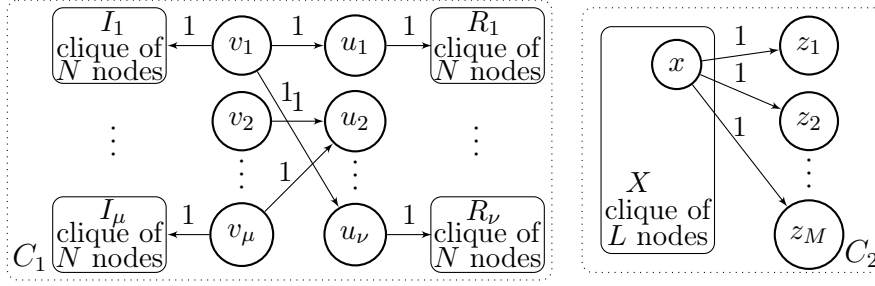 I₁
clique of
N nodes
1
v₁
1
u₁
1
R₁
clique of
N nodes
1
1
v₂
u₂
⋮
⋮
⋮
⋮
1
I_μ
clique of
N nodes
1
v_μ
u_ν
1
R_ν
clique of
N nodes
C₁
x
1
z₁
1
z₂
1
⋮
X
clique of
L nodes
z_M
C₂